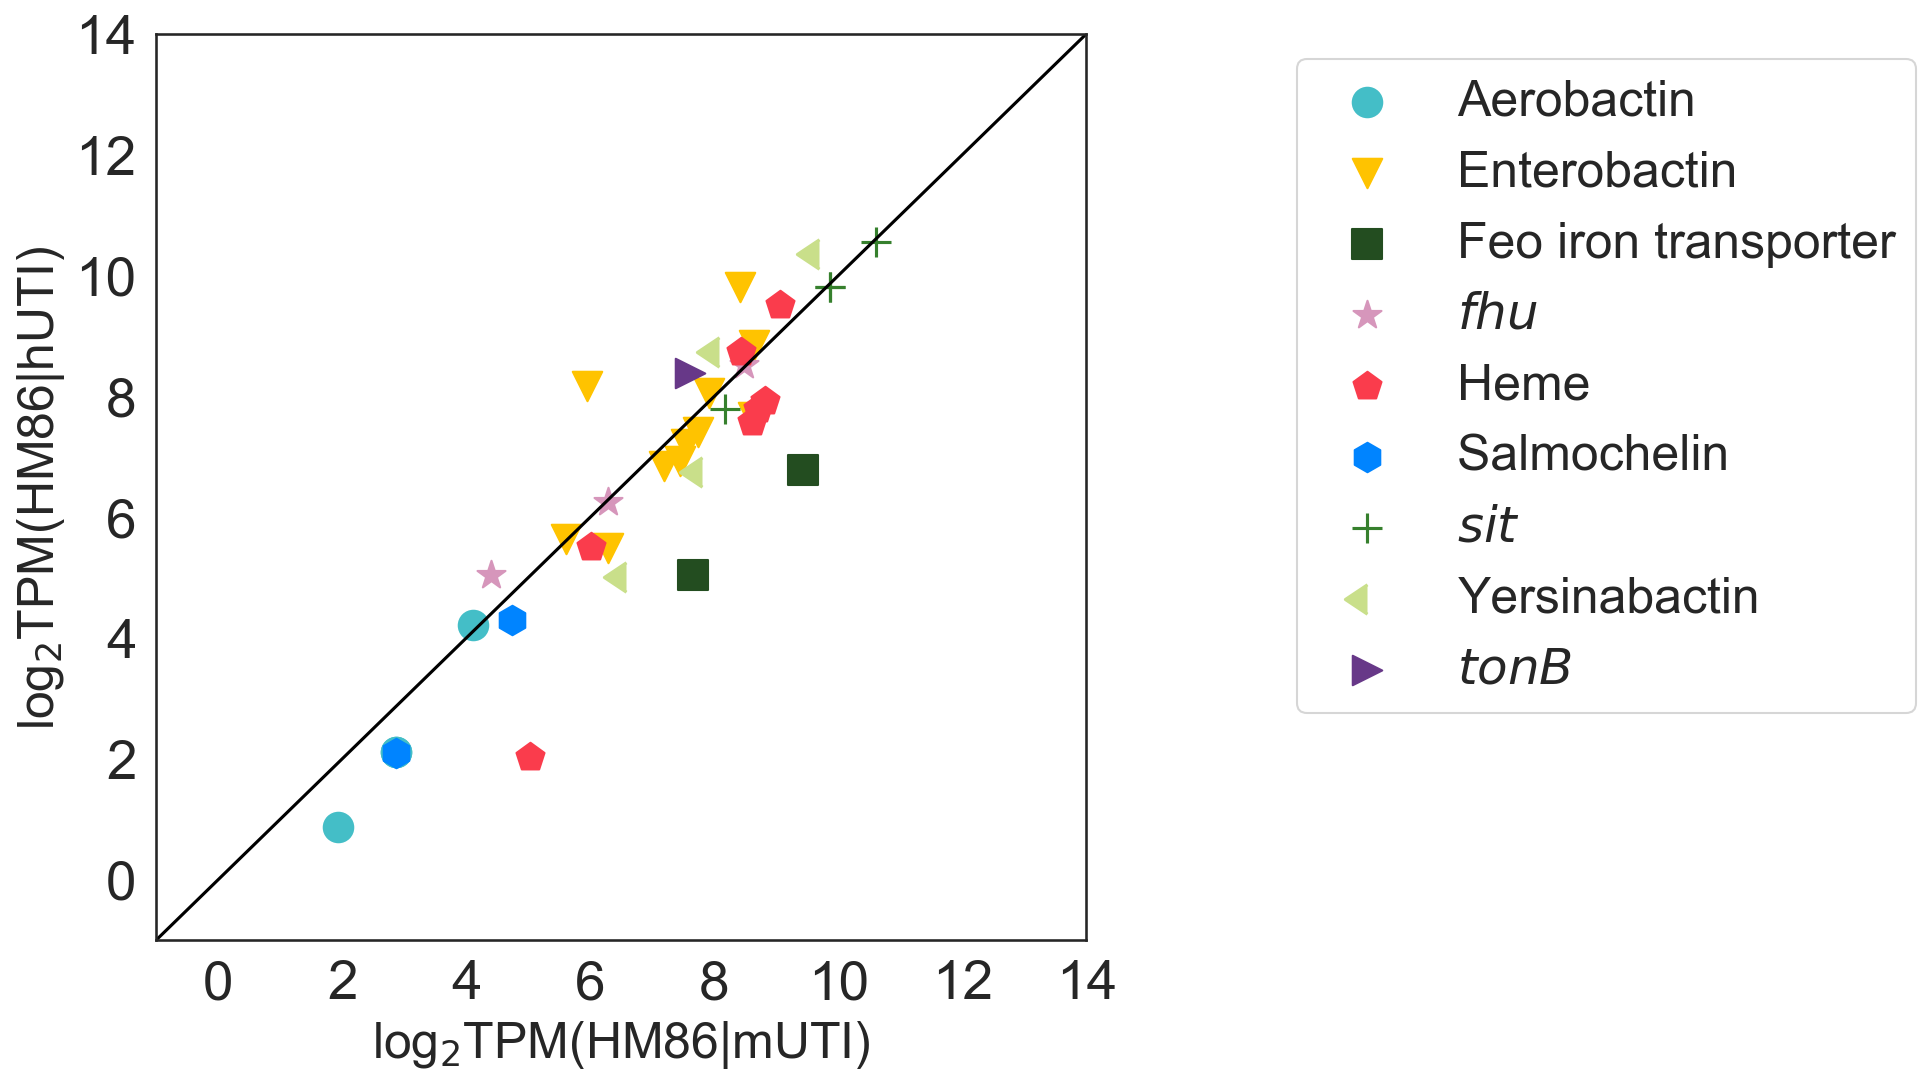 14
12
10
8
6
4
2
0
log₂TPM(HM86|hUTI)
0 2 4 6 8 10 12 14
log₂TPM(HM86|mUTI)
Aerobactin
Enterobactin
Feo iron transporter
fhu
Heme
Salmochelin
sit
Yersinabactin
tonB